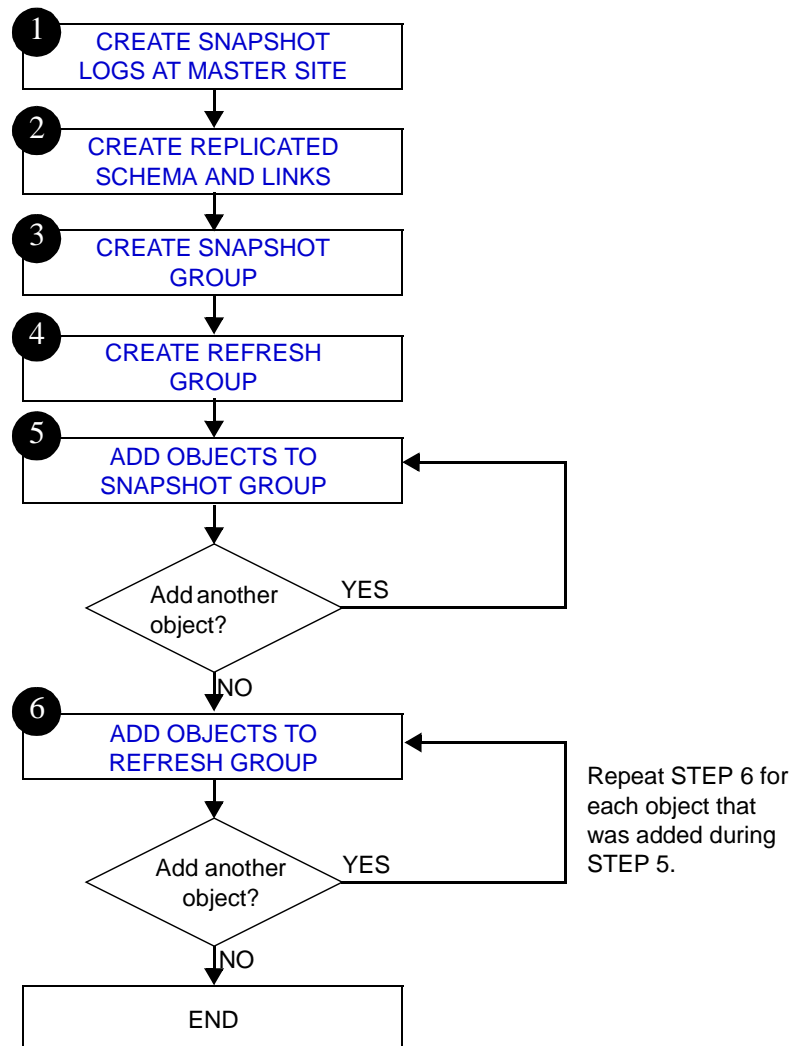 1
CREATE SNAPSHOT
LOGS AT MASTER SITE
2
CREATE REPLICATED
SCHEMA AND LINKS
3
CREATE SNAPSHOT
GROUP
4
CREATE REFRESH
GROUP
5
ADD OBJECTS TO
SNAPSHOT GROUP
Add another
object?
YES
NO
6
ADD OBJECTS TO
REFRESH GROUP
Repeat STEP 6 for
each object that
was added during
STEP 5.
Add another
object?
YES
NO
END